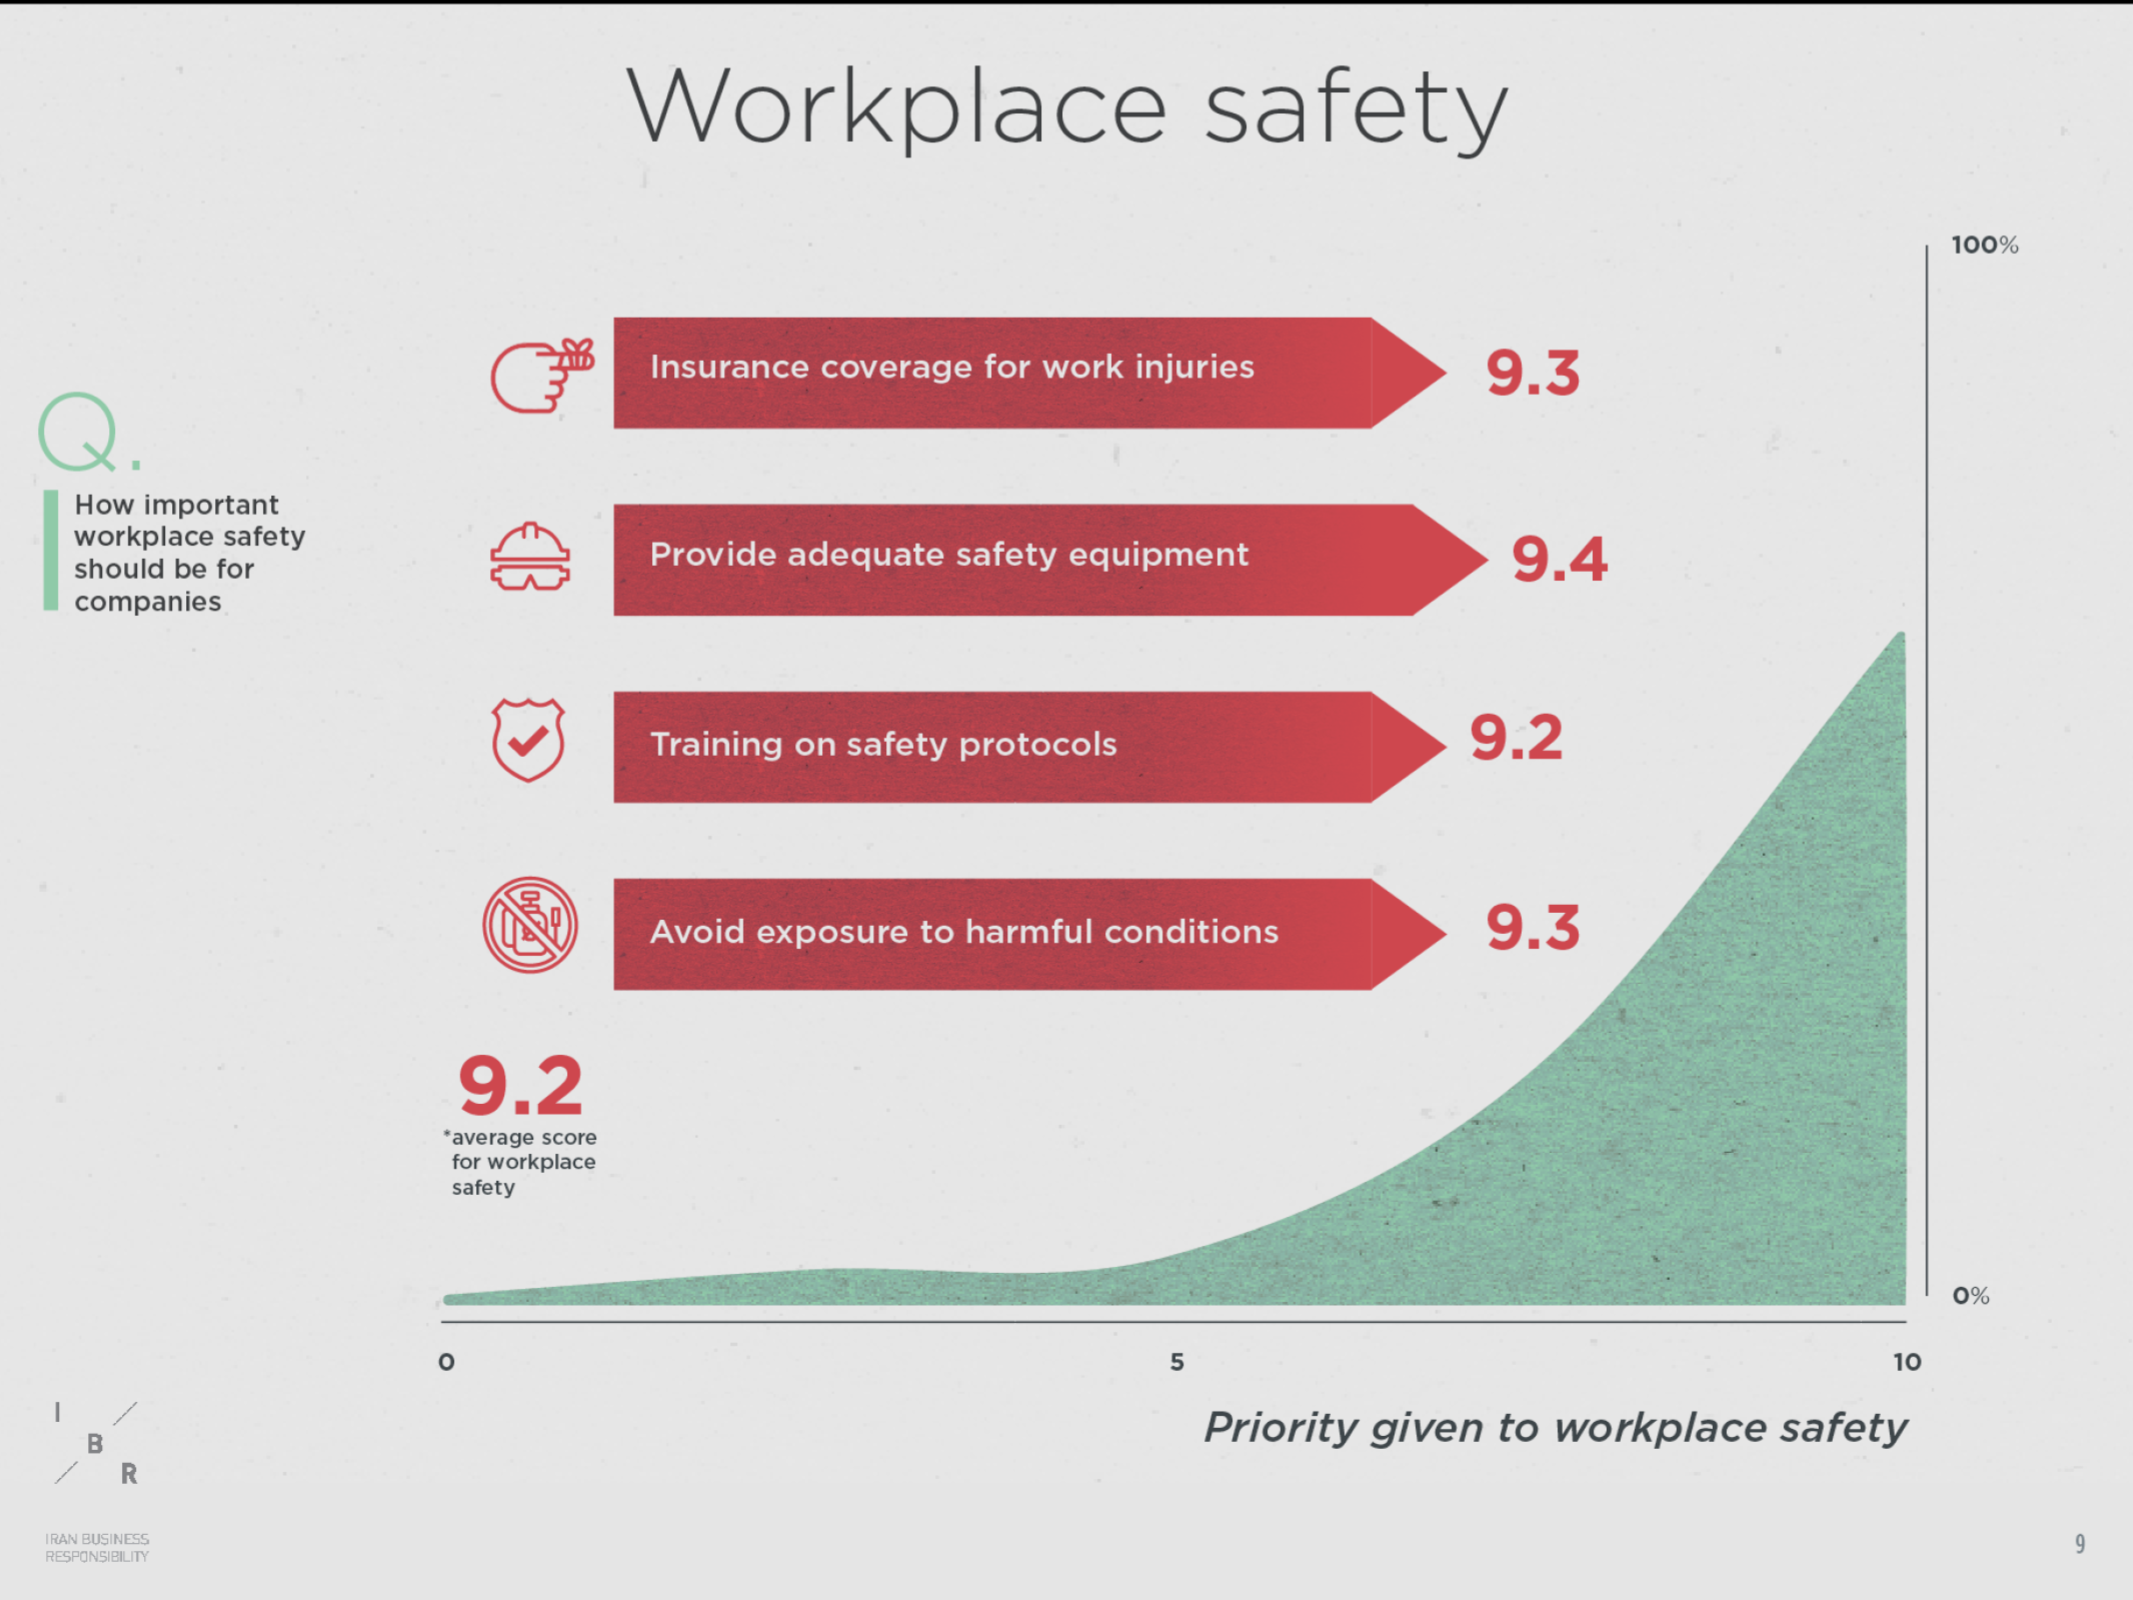 Workplace safety
100%
Insurance coverage for work injuries
9.3
Q.
How important
workplace safety
should be for
companies
Provide adequate safety equipment
9.4
Training on safety protocols
9.2
Avoid exposure to harmful conditions
9.3
9.2
*average score
for workplace
safety
0%
0
5
10
Priority given to workplace safety
I
B
R
IRAN BUSINESS
RESPONSIBILITY
9